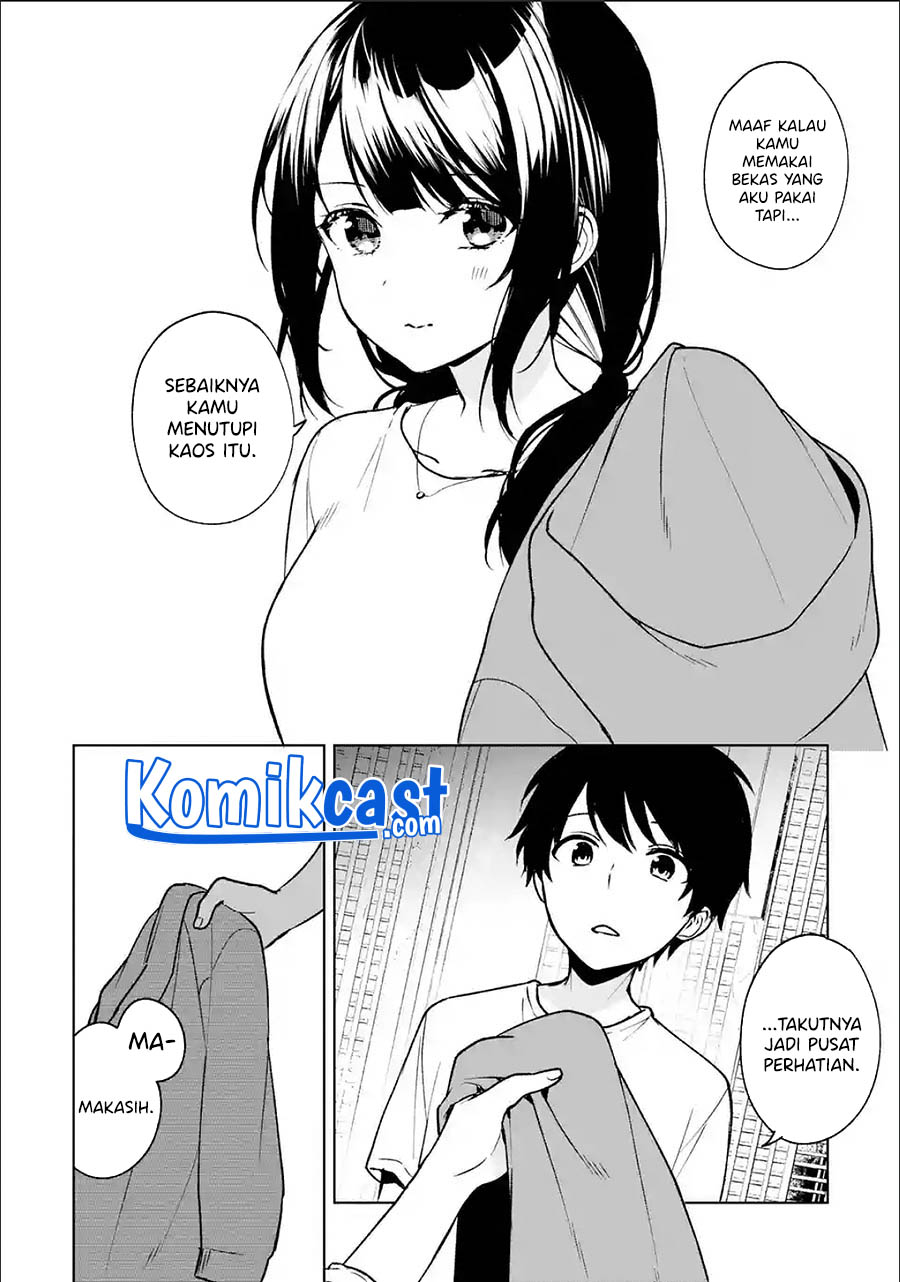 MAAF KALAU
KAMU
MEMAKAI
BEKAS YANG
AKU PAKAI
TAPI...
SEBAIKNYA
KAMU
MENUTUPI
KAOS ITU.
...TAKUTNYA
JADI PUSAT
PERHATIAN.
Komikcast
.com
MA-
MAKASIH.